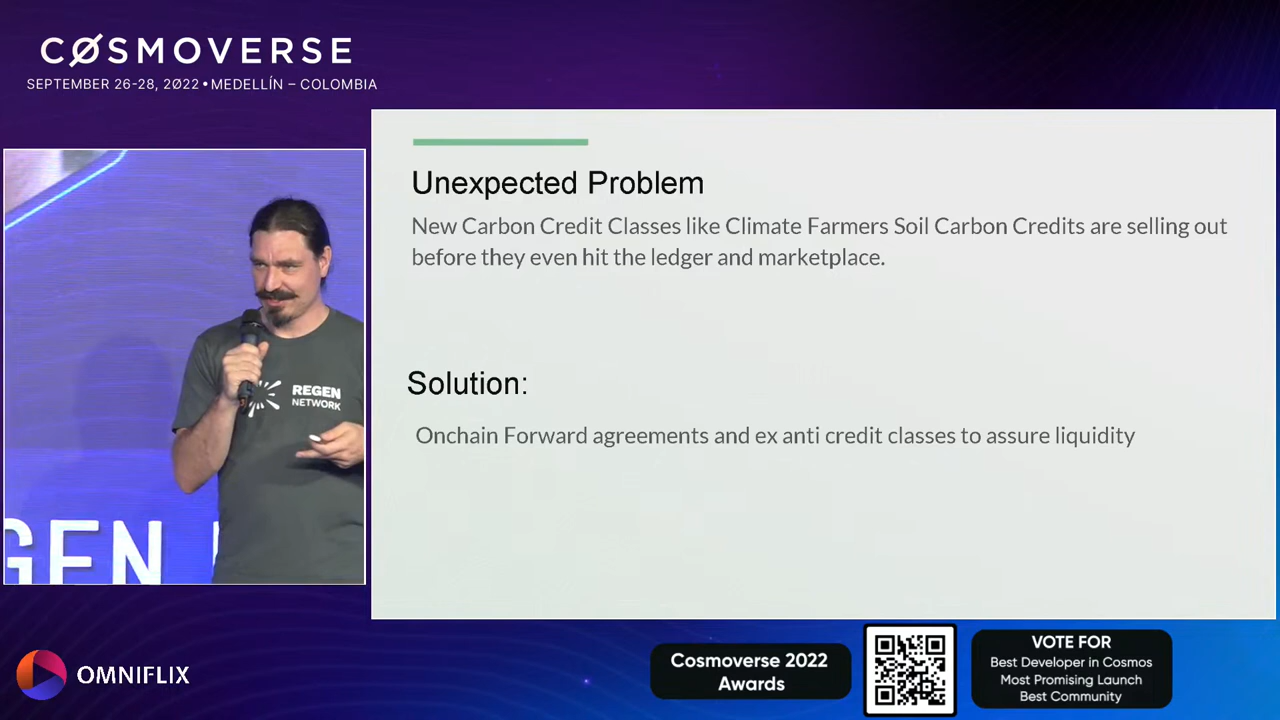 CØSMOVERSE
SEPTEMBER 26-28, 2Ø22 • MEDELLÍN – COLOMBIA
Unexpected Problem
New Carbon Credit Classes like Climate Farmers Soil Carbon Credits are selling out
before they even hit the ledger and marketplace.
Solution:
Onchain Forward agreements and ex anti credit classes to assure liquidity
REGEN
NETWORK
GEN
OMNIFLIX
Cosmoverse 2022
Awards
VOTE FOR
Best Developer in Cosmos
Most Promising Launch
Best Community